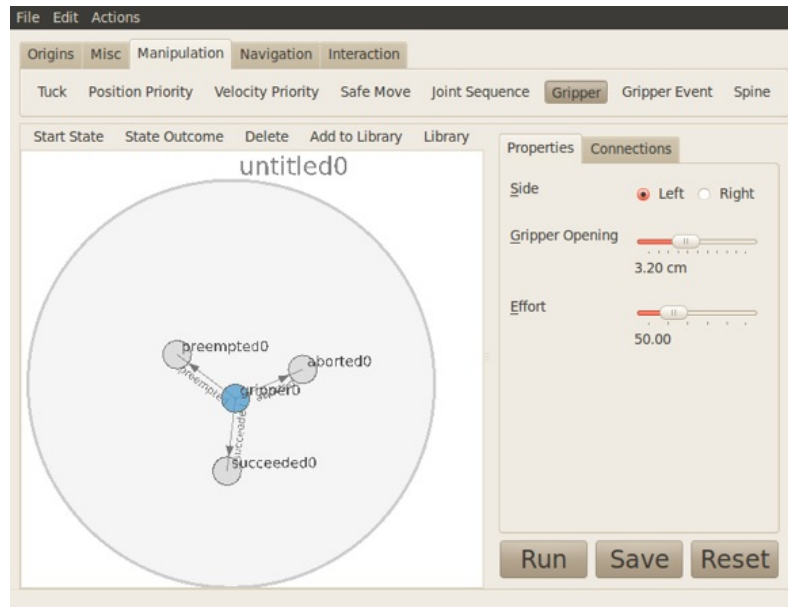 File Edit Actions
Origins Misc Manipulation Navigation Interaction
Tuck Position Priority Velocity Priority Safe Move Joint Sequence Gripper Gripper Event Spine
Start State State Outcome Delete Add to Library Library
Properties Connections
untitled0
Side Left Right
Gripper Opening
3.20 cm
Effort
50.00
preempted0
aborted0
preempted
gripper0
succeeded0
Run Save Reset